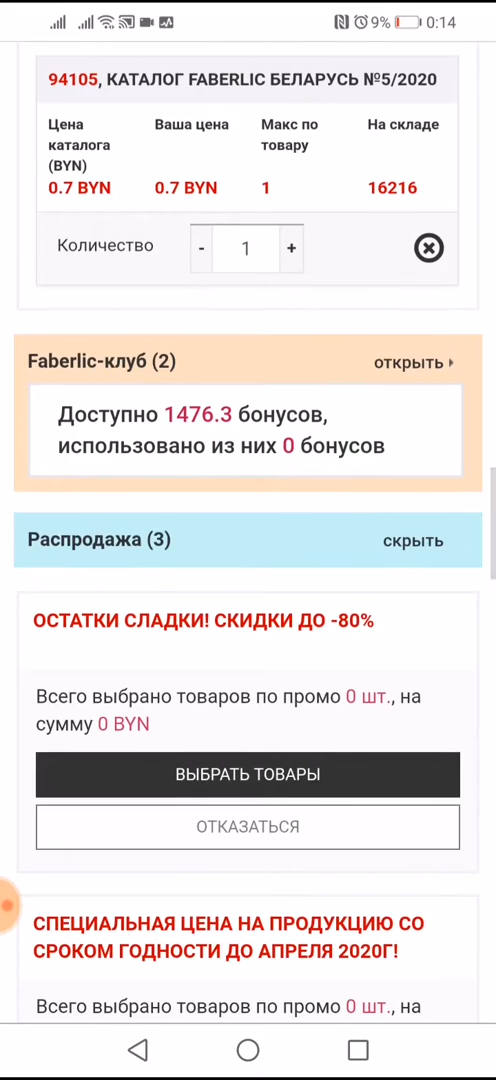 9% 0:14
94105, КАТАЛОГ FABERLIC БЕЛАРУСЬ №5/2020
Цена каталога (BYN) Ваша цена Макс по товару На складе
0.7 BYN 0.7 BYN 1 16216
Количество - 1 +
Faberlic-клуб (2) открыть
Доступно 1476.3 бонусов,
использовано из них 0 бонусов
Распродажа (3) скрыть
ОСТАТКИ СЛАДКИ! СКИДКИ ДО -80%
Всего выбрано товаров по промо 0 шт., на
сумму 0 BYN
ВЫБРАТЬ ТОВАРЫ
ОТКАЗАТЬСЯ
СПЕЦИАЛЬНАЯ ЦЕНА НА ПРОДУКЦИЮ СО
СРОКОМ ГОДНОСТИ ДО АПРЕЛЯ 2020Г!
Всего выбрано товаров по промо 0 шт., на